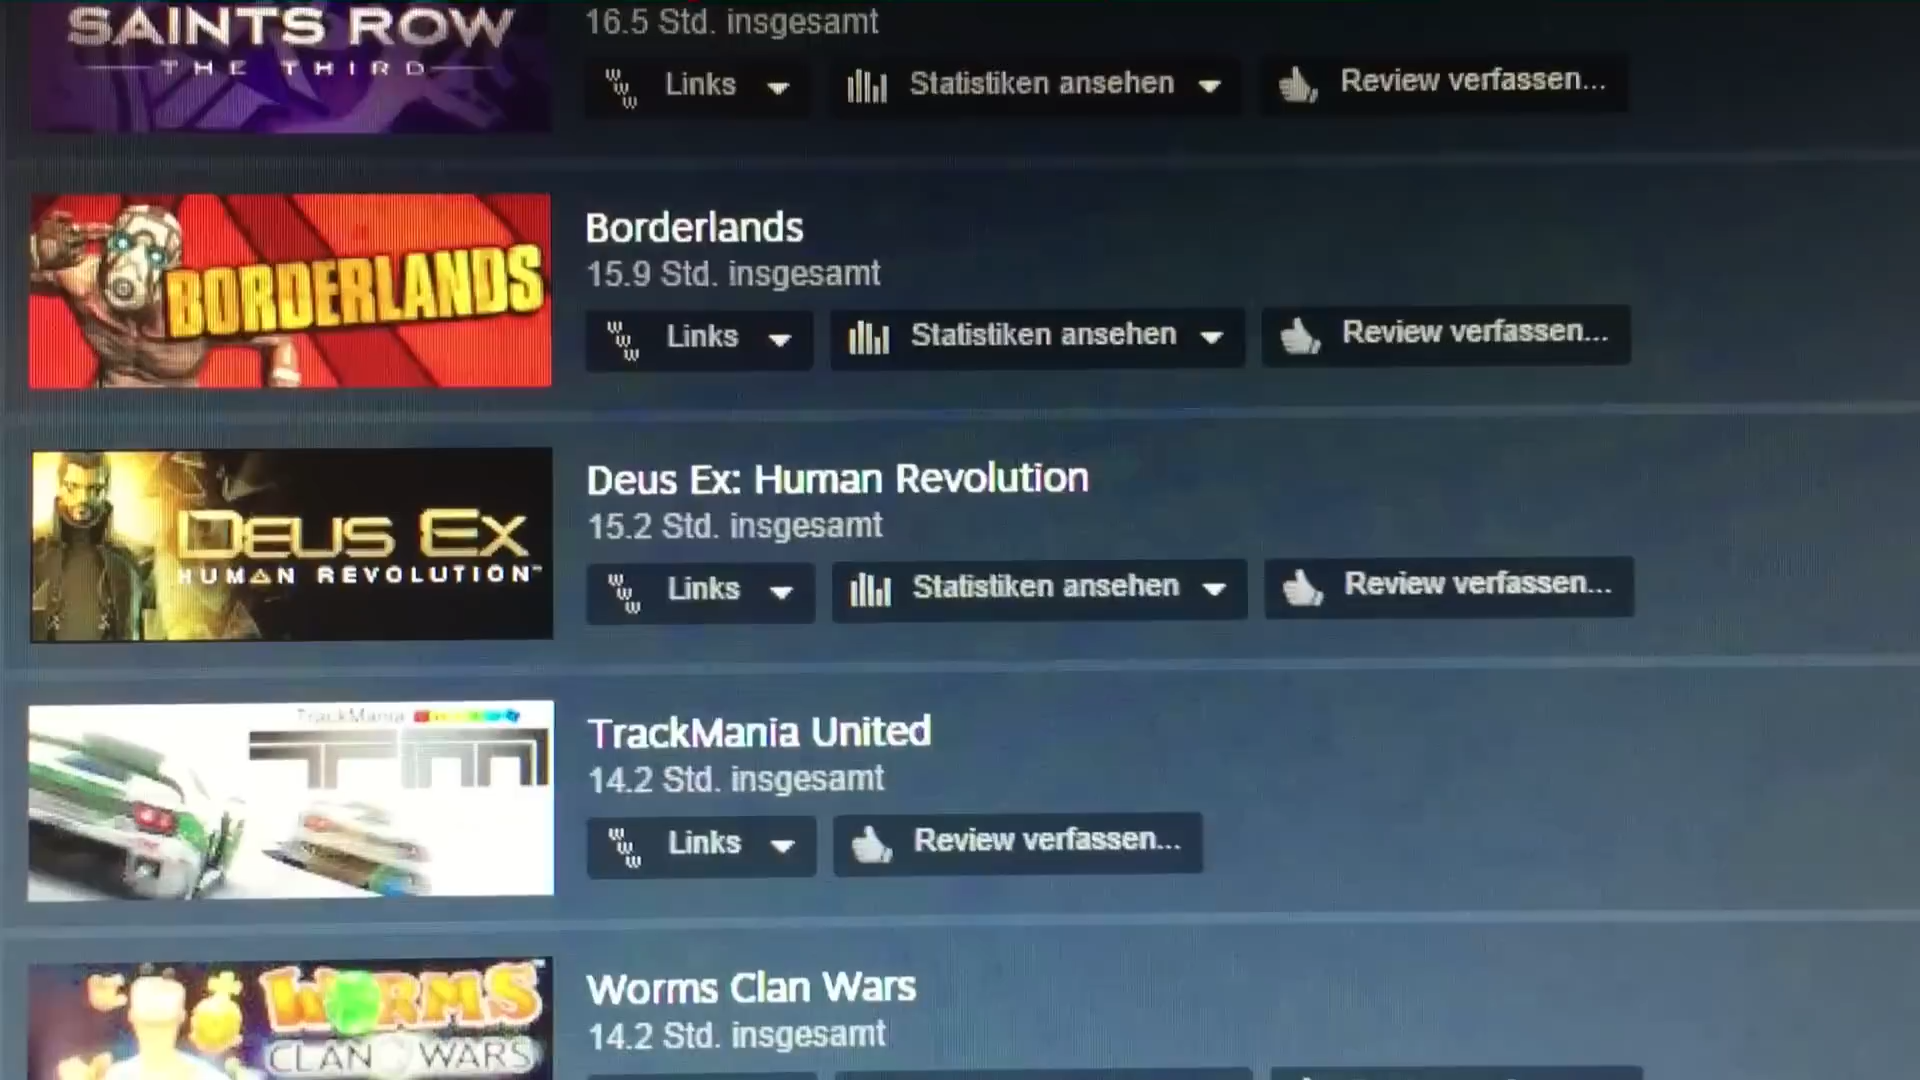 SAINTS ROW
THE THIRD
16.5 Std. insgesamt
Links
Statistiken ansehen
Review verfassen...
BORDERLANDS
Borderlands
15.9 Std. insgesamt
Links
Statistiken ansehen
Review verfassen...
DEUS EX
HUMAN REVOLUTION™
Deus Ex: Human Revolution
15.2 Std. insgesamt
Links
Statistiken ansehen
Review verfassen...
TrackMania
TrackMania United
14.2 Std. insgesamt
Links
Review verfassen...
WORMS
CLAN WARS
Worms Clan Wars
14.2 Std. insgesamt